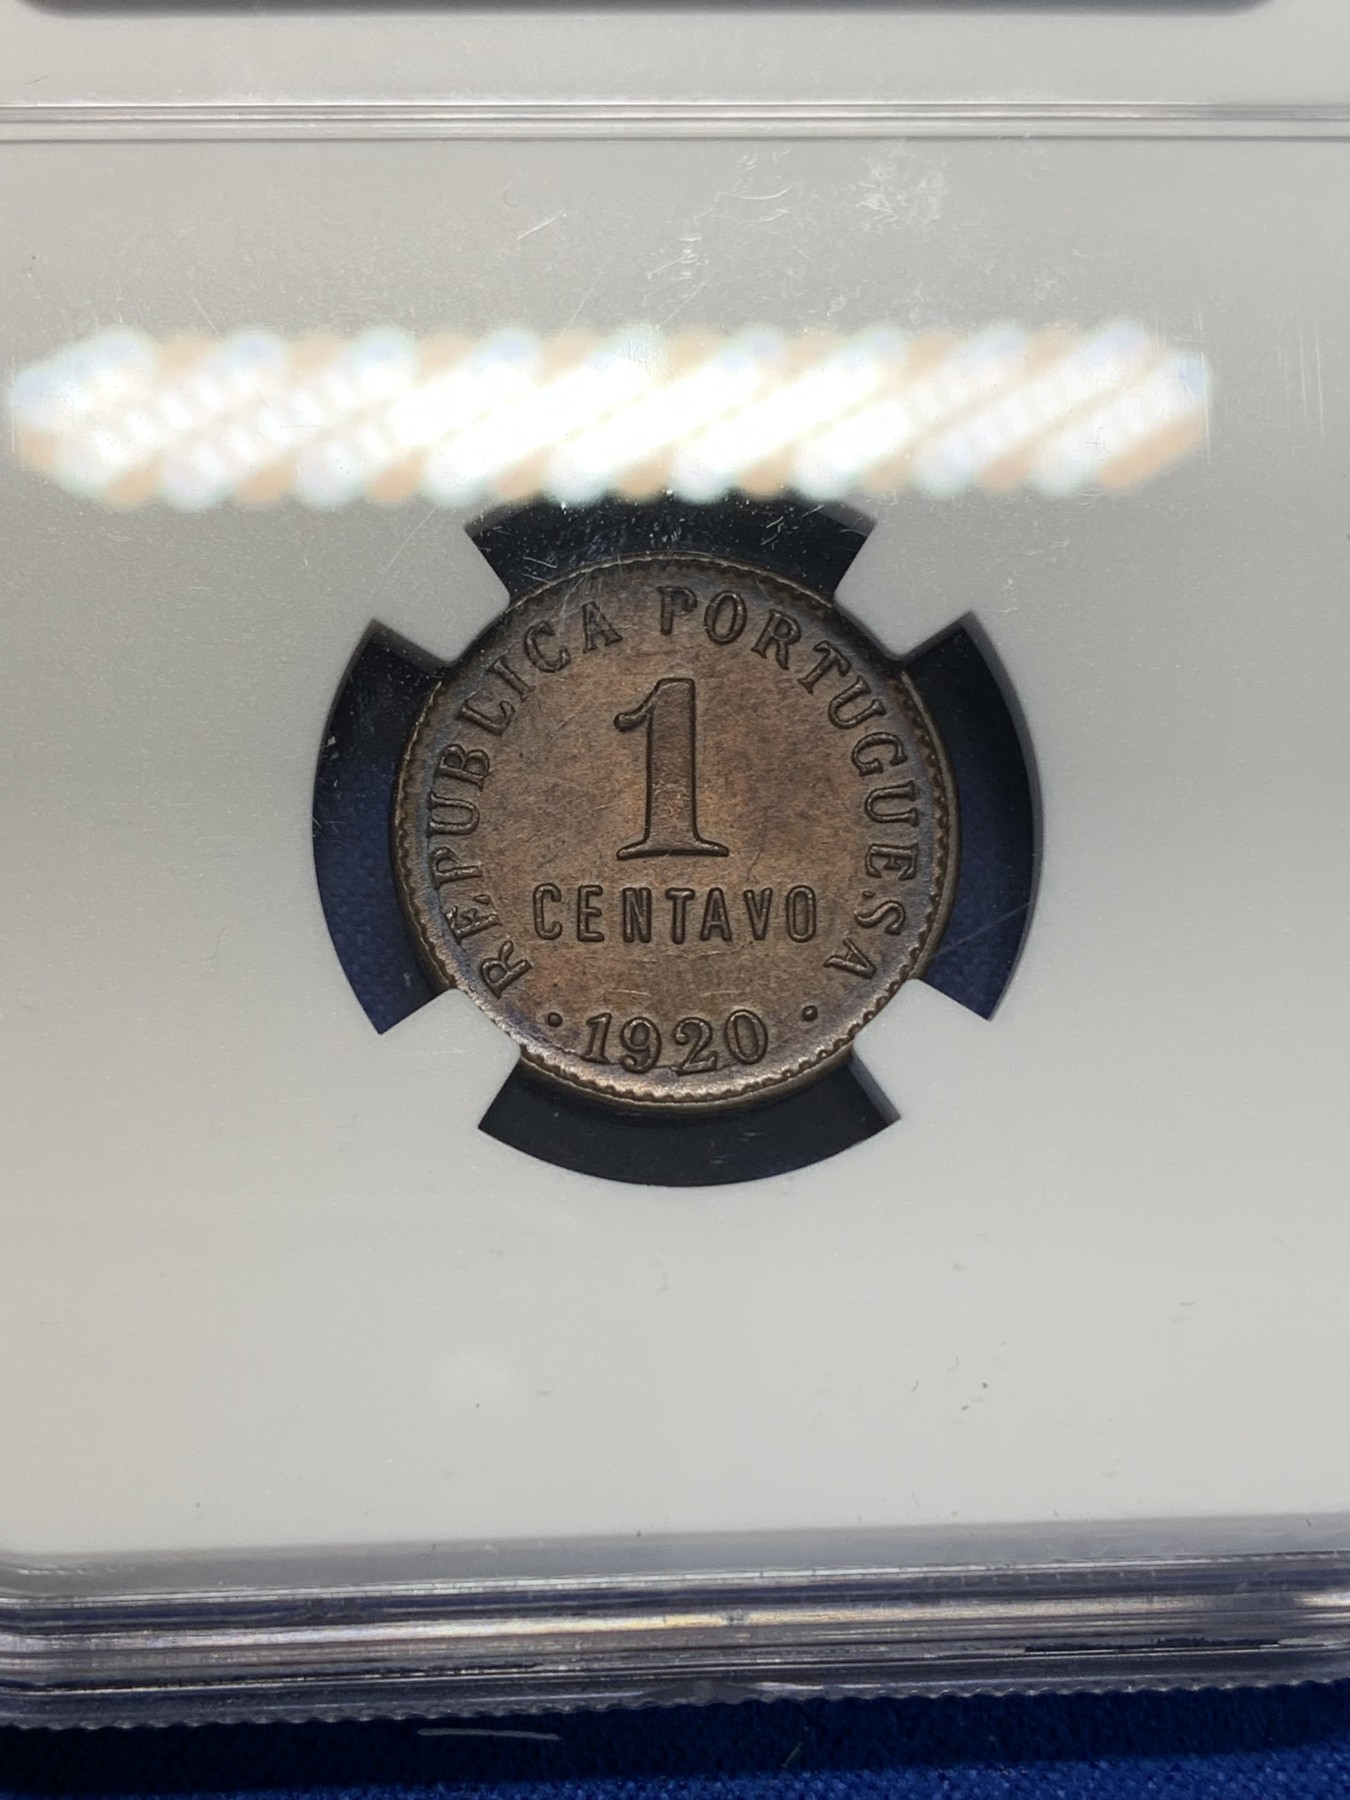 REPUBLICA PORTUGUESA
1
CENTAVO
• 1920 •